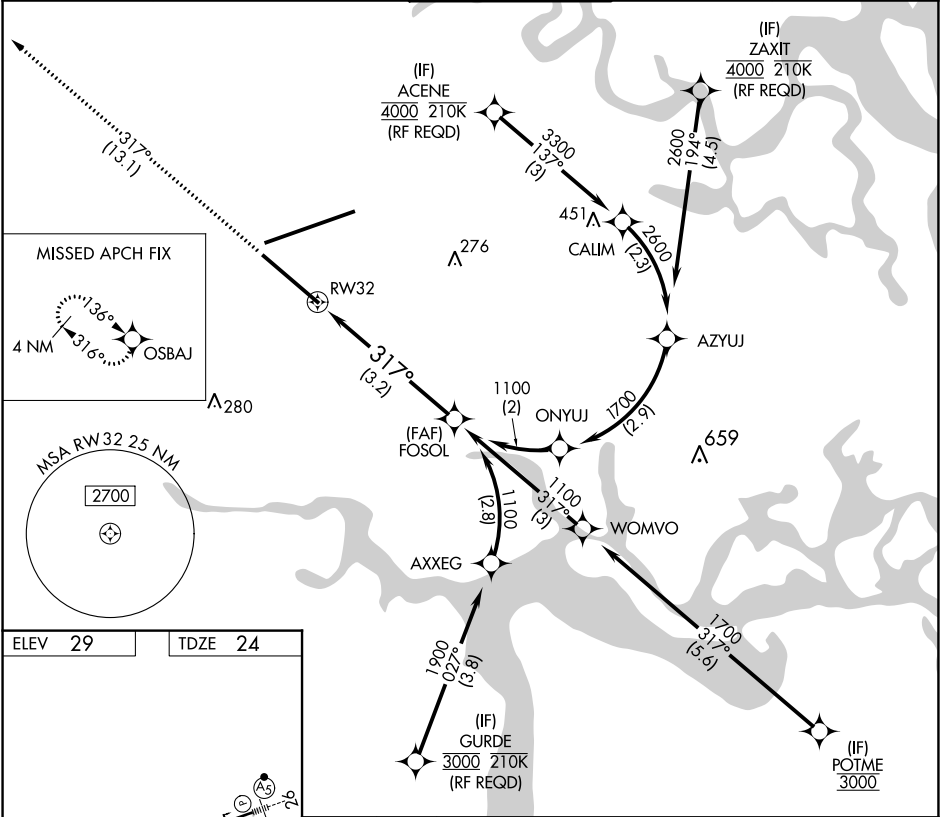 (IF)
ZAXIT
4000 210K
(RF REQD)
(IF)
ACENE
4000 210K
(RF REQD)
317°
(13.1)
3300
137°
(3)
2600
194°
(4.5)
451
CALIM
2600
(2.3)
276
MISSED APCH FIX
136°
4 NM
316°
OSBAJ
RW32
AZYUJ
317°
(3.2)
1100
(2)
ONYUJ
1700
(2.9)
280
(FAF)
FOSOL
659
MSA RW32 25 NM
2700
1100
(2.8)
1100
317°
(3)
WOMVO
AXXEG
1700
317°
(5.6)
ELEV 29
TDZE 24
1900
027°
(3.8)
(IF)
GURDE
3000 210K
(RF REQD)
(IF)
POTME
3000
A5
P
26